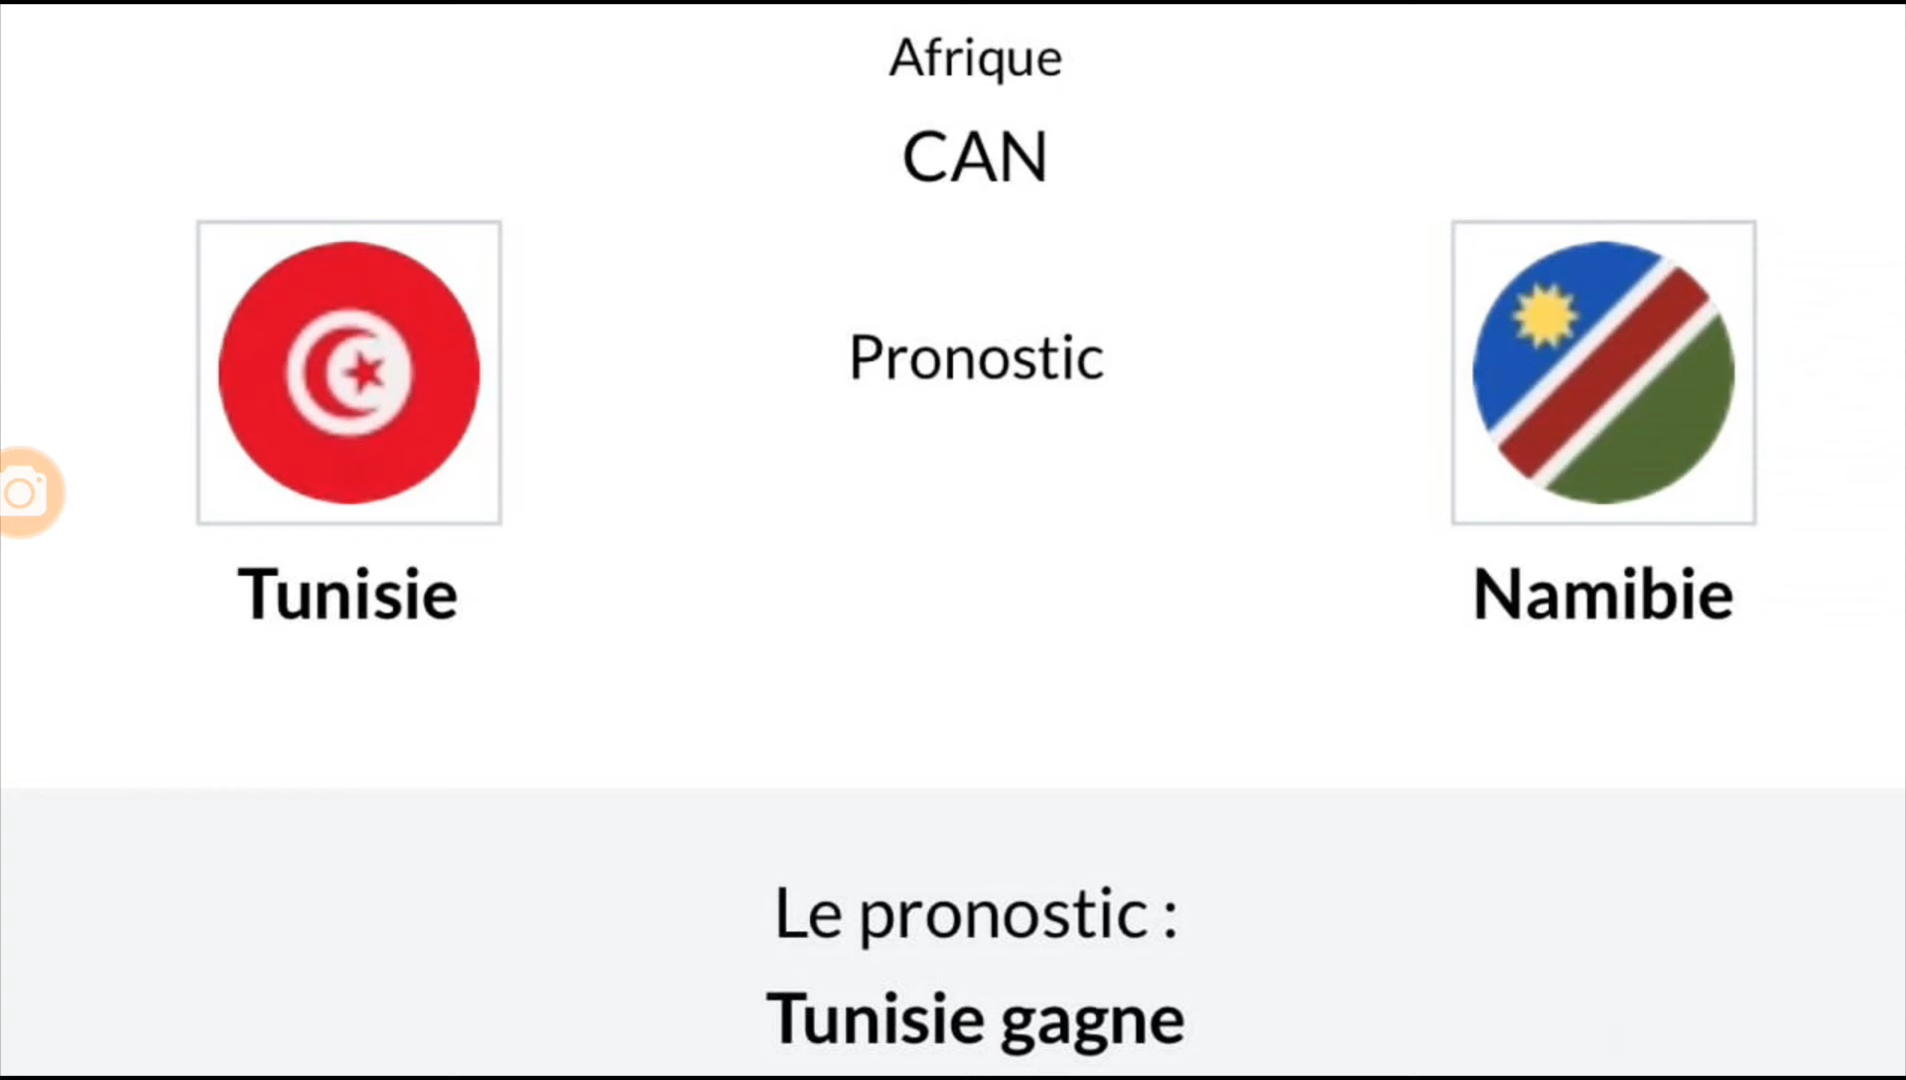 Afrique
CAN
Pronostic
Tunisie
Namibie
Le pronostic :
Tunisie gagne